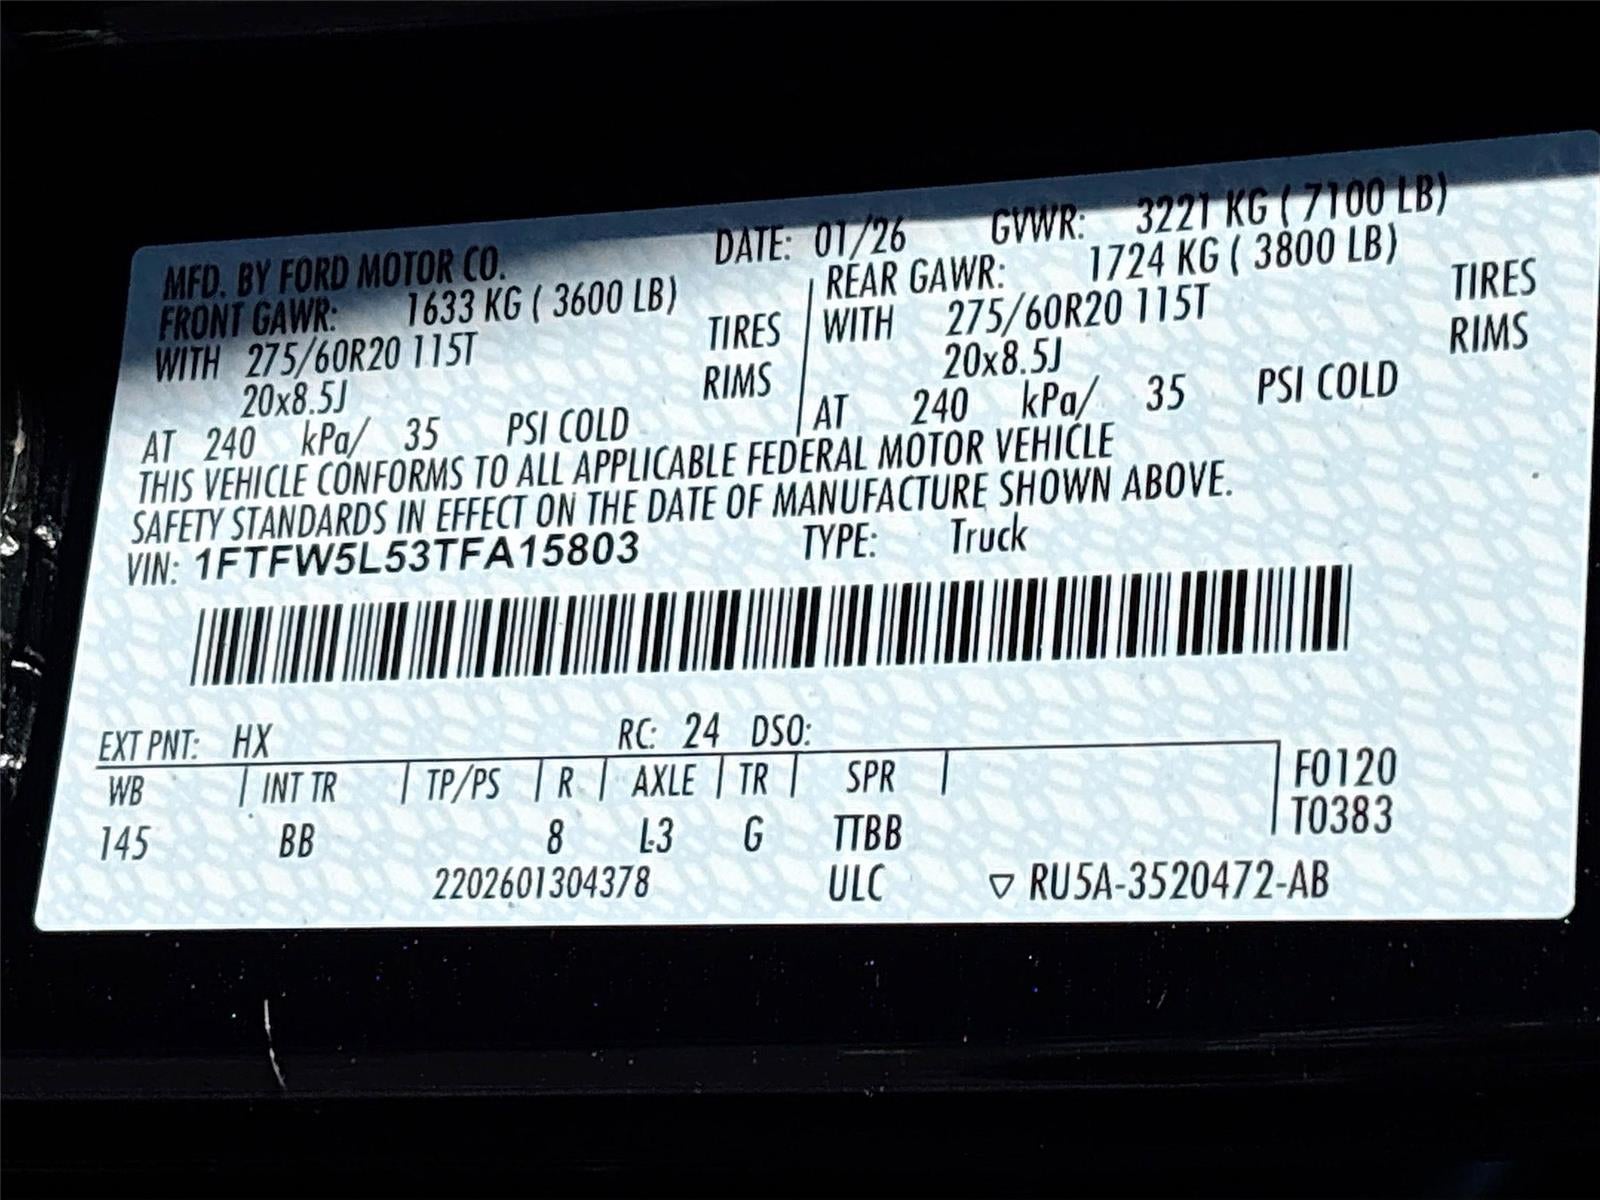 MFD. BY FORD MOTOR CO. DATE: 01/26 GVWR: 3221 KG ( 7100 LB)
FRONT GAWR: 1633 KG ( 3600 LB) REAR GAWR: 1724 KG ( 3800 LB)
WITH 275/60R20 115T TIRES WITH 275/60R20 115T TIRES
20x8.5J RIMS 20x8.5J RIMS
AT 240 kPa/ 35 PSI COLD AT 240 kPa/ 35 PSI COLD
THIS VEHICLE CONFORMS TO ALL APPLICABLE FEDERAL MOTOR VEHICLE
SAFETY STANDARDS IN EFFECT ON THE DATE OF MANUFACTURE SHOWN ABOVE.
VIN: 1FTFW5L53TFA15803 TYPE: Truck
EXT PNT: HX RC: 24 DSO:
WB INT TR TP/PS R AXLE TR SPR F0120
T0383
145 BB 8 L3 G TTBB
2202601304378 ULC ▽ RU5A-3520472-AB